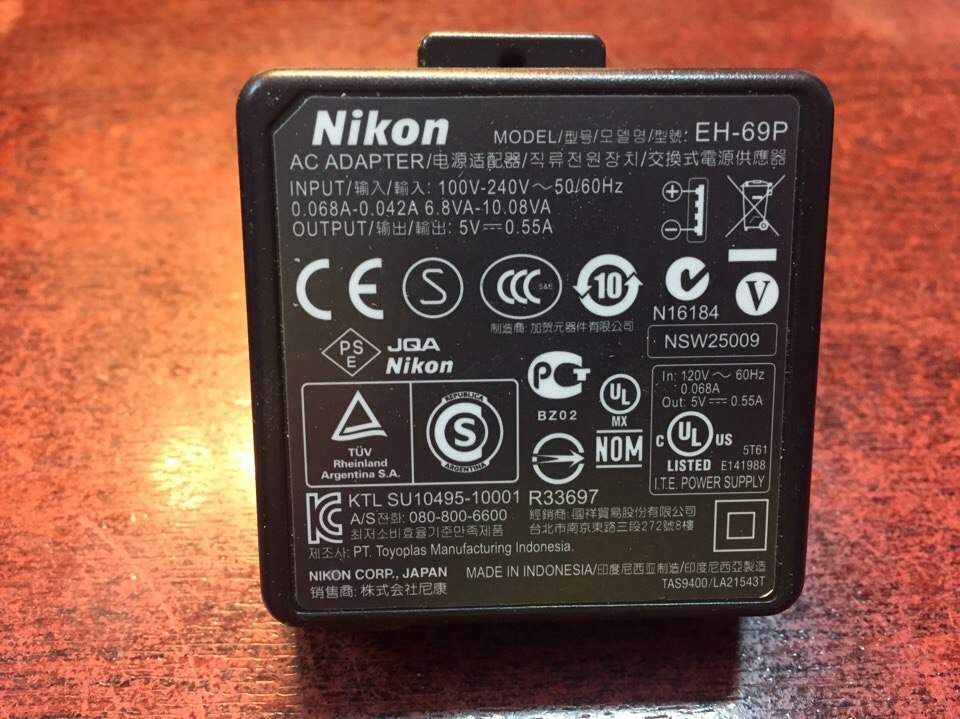 Nikon
MODEL/型号/모델명/型號: EH-69P
AC ADAPTER/电源适配器/직류전원장치/交換式電源供應器
INPUT/输入/輸入: 100V-240V～50/60Hz
0.068A-0.042A 6.8VA-10.08VA
OUTPUT/输出/輸出: 5V⎓0.55A
CE S CCC S&E 10 N16184 V
制造商: 加贺元器件有限公司
NSW25009
PS E JQA Nikon
PCT BZ02
UL MX NOM
In: 120V～ 60Hz
0.068A
Out: 5V⎓ 0.55A
C UL US
LISTED 5T61 E141988
I.T.E. POWER SUPPLY
TÜV
Rheinland
Argentina S.A.
REPUBLICA S ARGENTINA
KTL SU10495-10001 R33697
A/S전화: 080-800-6600 經銷商: 國祥貿易股份有限公司
최저소비효율기준만족제품 台北市南京東路三段272號8樓
제조사: PT. Toyoplas Manufacturing Indonesia.
NIKON CORP., JAPAN MADE IN INDONESIA/印度尼西亚制造/印度尼西亞製造
销售商: 株式会社尼康 TAS9400/LA21543T